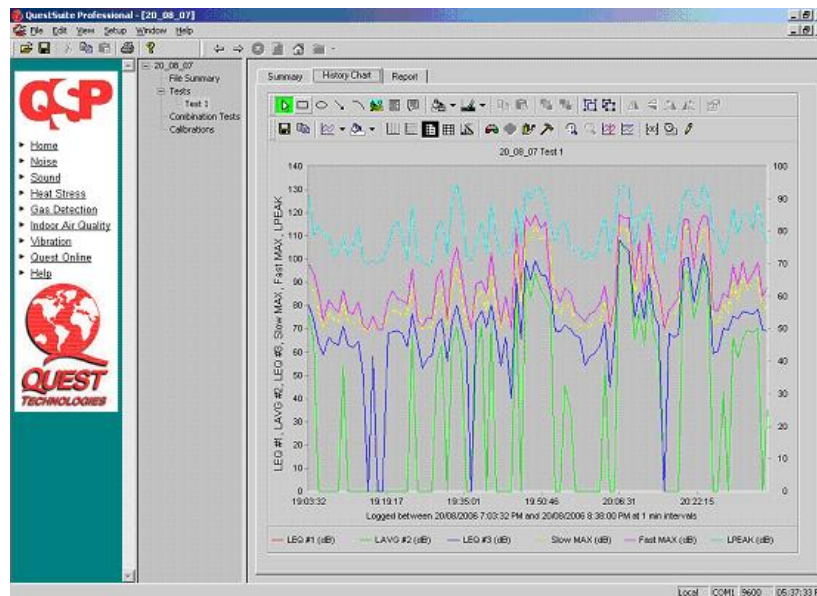 QuestSuite Professional - [20_08_07]
File Edit View Setup Window Help
QSP
Home
Noise
Sound
Heat Stress
Gas Detection
Indoor Air Quality
Vibration
Quest Online
Help
QUEST
TECHNOLOGIES
20_08_07
File Summary
Tests
Test 1
Combination Tests
Calibrations
Summary History Chart Report
20_08_07 Test 1
LEQ #1, LAVG #2, LEQ #3, Slow MAX, Fast MAX, LPEAK
140
130
120
110
100
90
80
70
60
50
40
30
20
10
0
100
90
80
70
60
50
40
30
20
10
0
19:03:32 19:19:17 19:35:01 19:50:46 20:06:31 20:22:15
Logged between 20/08/2006 7:03:32 PM and 20/08/2006 8:38:00 PM at 1 min intervals
LEQ #1 (dB) LAVG #2 (dB) LEQ #3 (dB) Slow MAX (dB) Fast MAX (dB) LPEAK (dB)
Local COM1 9600 05:37:33